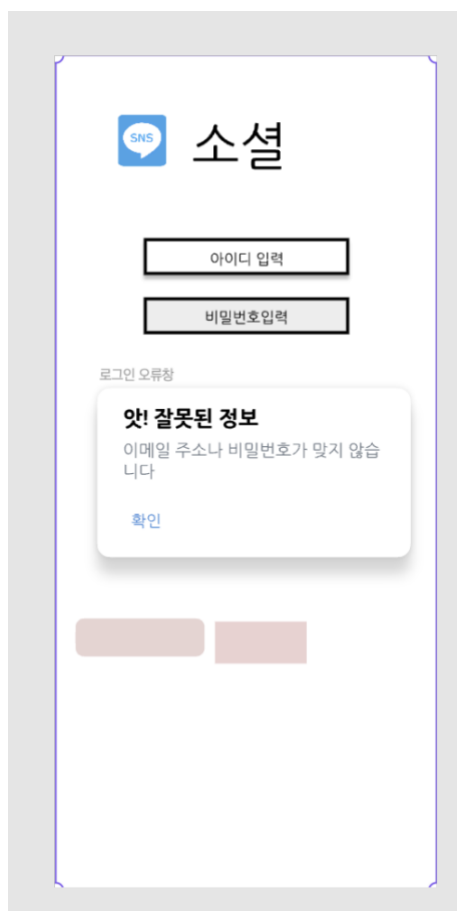 SNS 소셜
아이디 입력
비밀번호입력
로그인 오류창
앗! 잘못된 정보
이메일 주소나 비밀번호가 맞지 않습
니다
확인